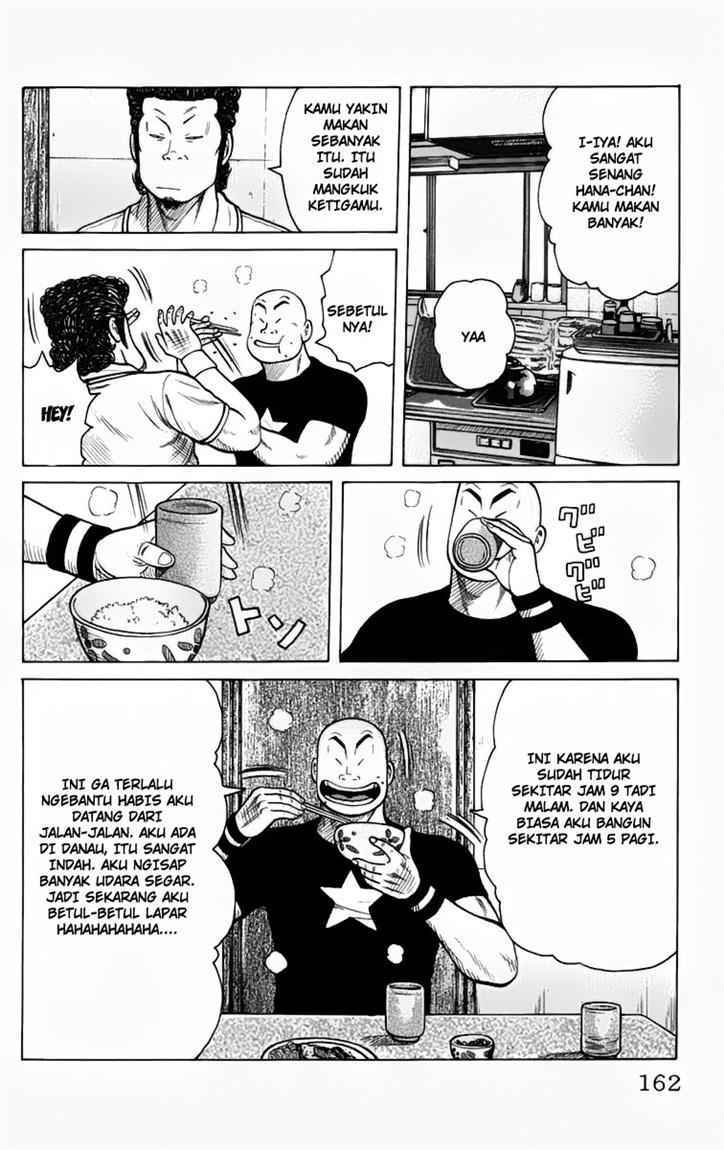 I-IYA! AKU
SANGAT
SENANG
HANA-CHAN!
KAMU MAKAN
BANYAK!
YAA
KAMU YAKIN
MAKAN
SEBANYAK
ITU. ITU
SUDAH
MANGKUK
KETIGAMU.
SEBETUL
NYA!
HEY!
グビグビ
トン
INI KARENA AKU
SUDAH TIDUR
SEKITAR JAM 9 TADI
MALAM. DAN KAYA
BIASA AKU BANGUN
SEKITAR JAM 5 PAGI.
INI GA TERLALU
NGEBANTU HABIS AKU
DATANG DARI
JALAN-JALAN. AKU ADA
DI DANAU, ITU SANGAT
INDAH. AKU NGISAP
BANYAK UDARA SEGAR.
JADI SEKARANG AKU
BETUL-BETUL LAPAR
HAHAHAHAHAHA....
162